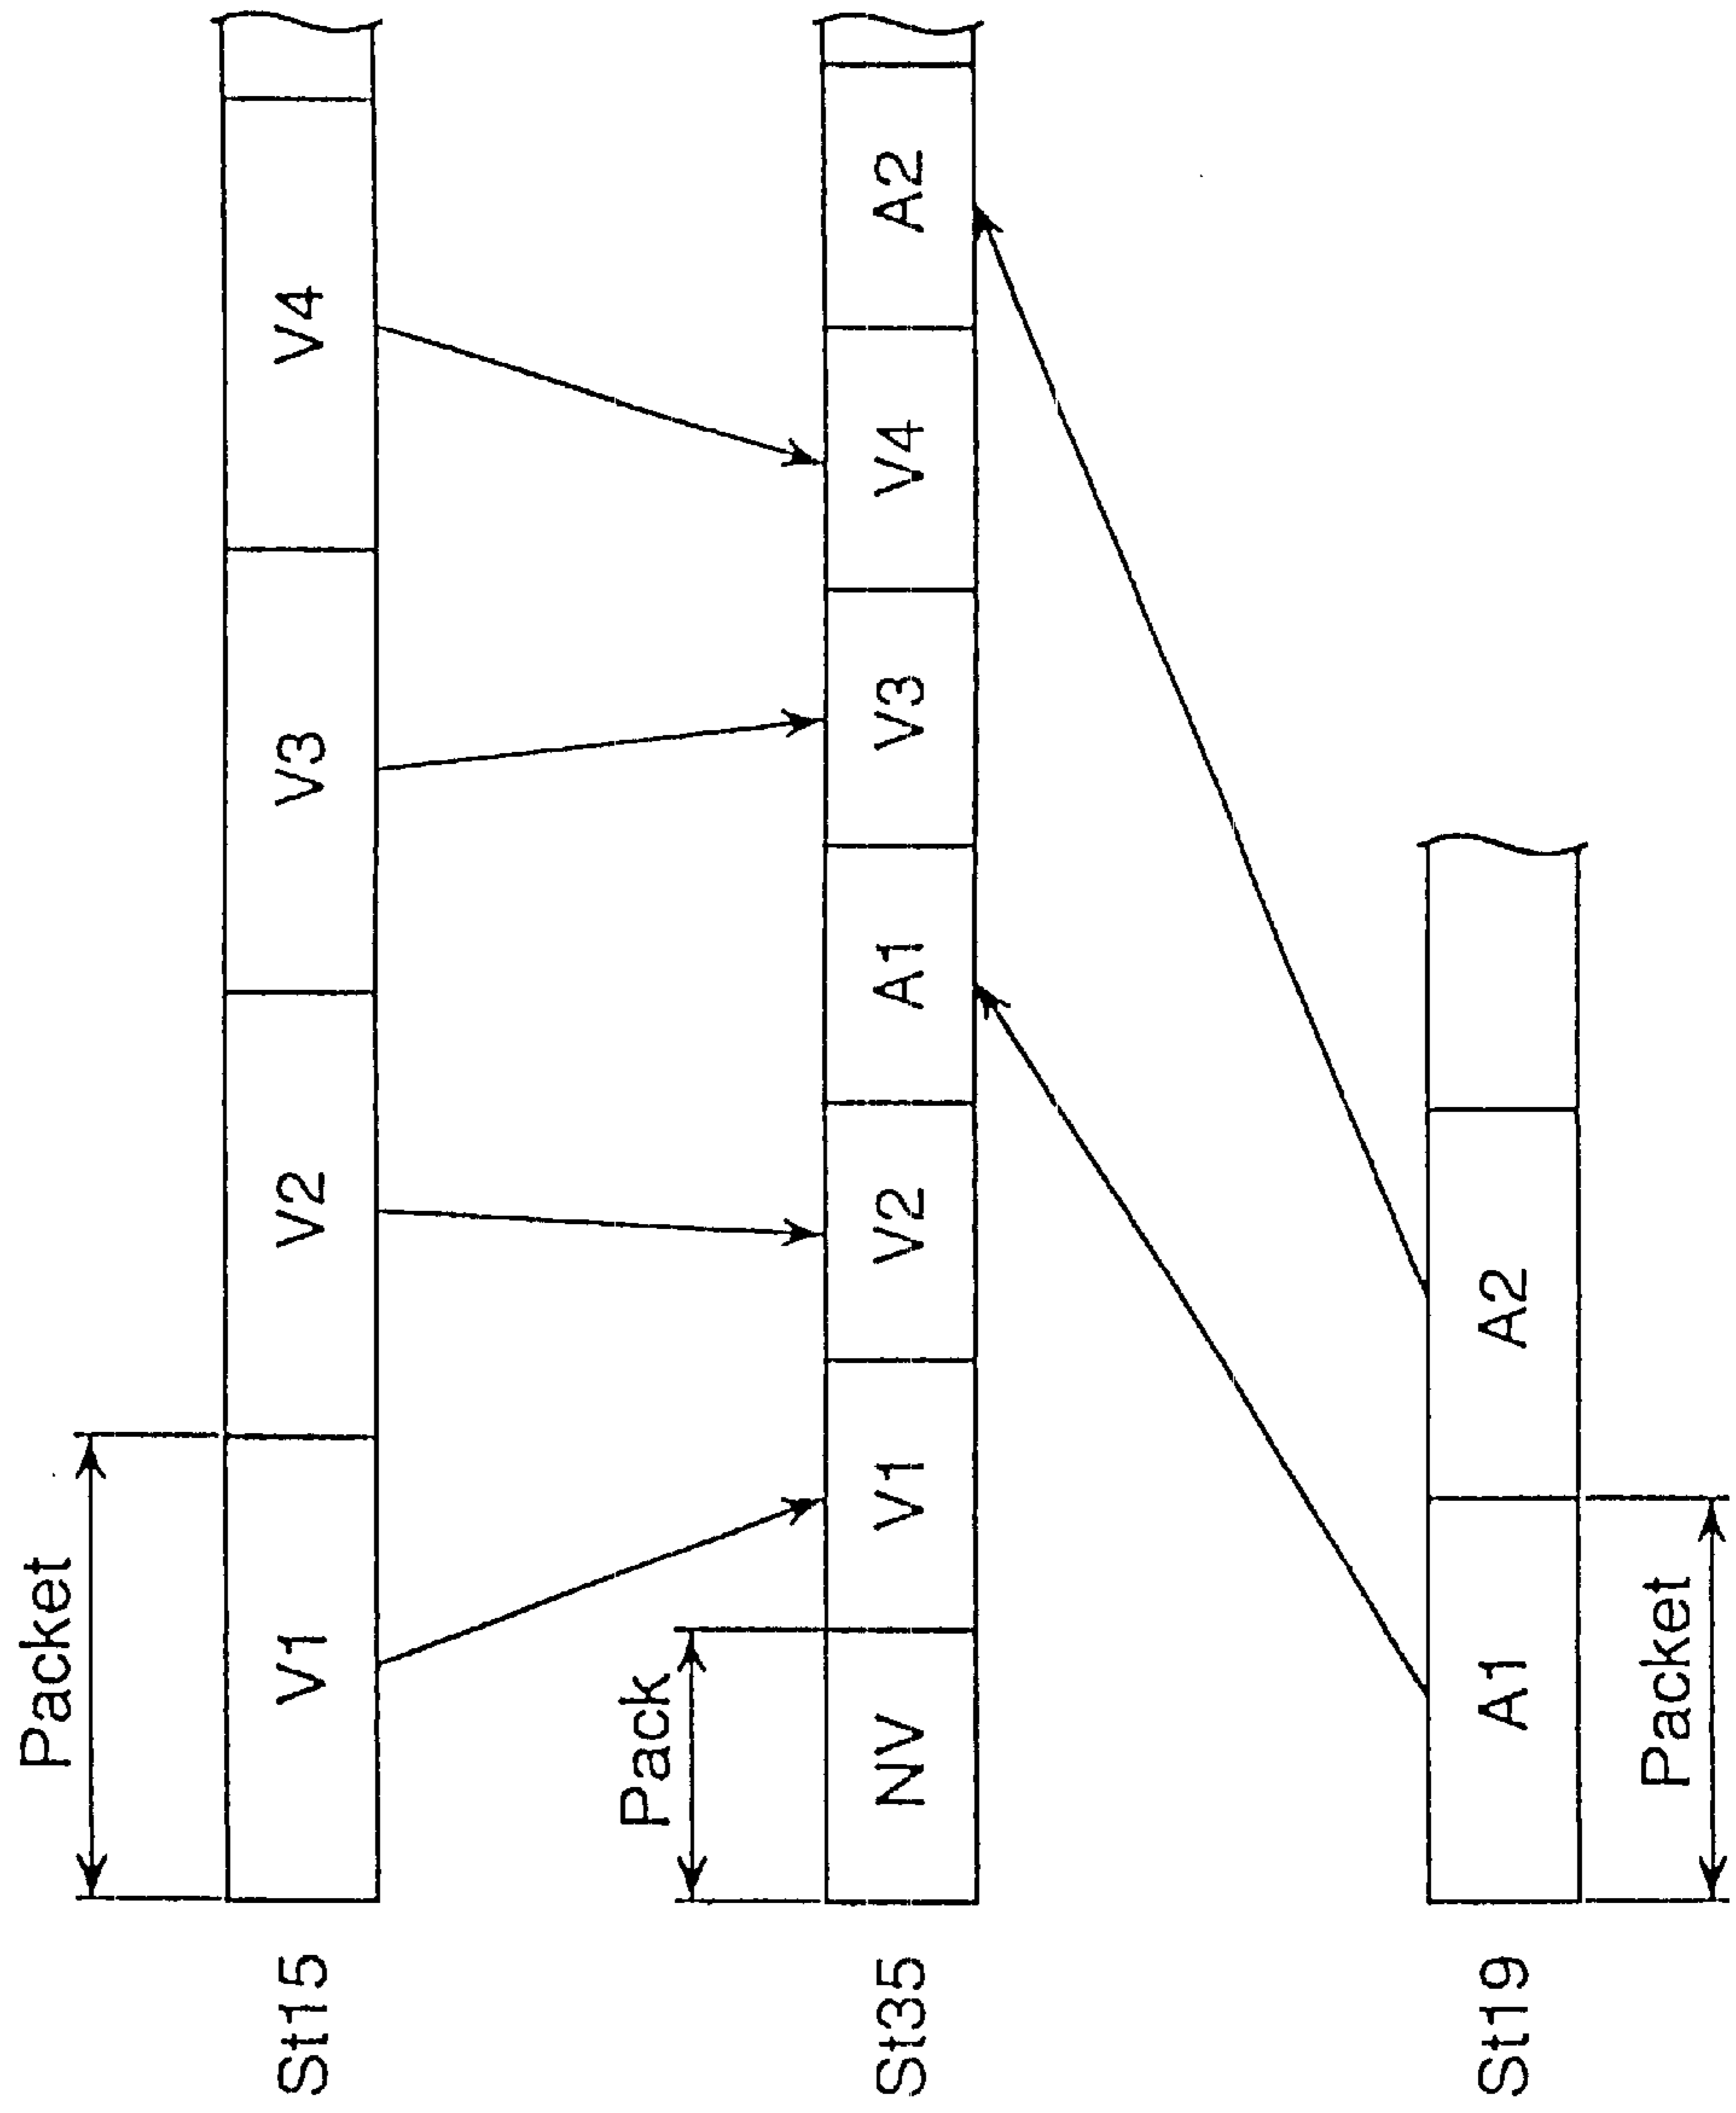 Packet
St15 V1 V2 V3 V4
Pack
St35 NV V1 V2 A1 V3 V4 A2
St19 A1 A2
Packet